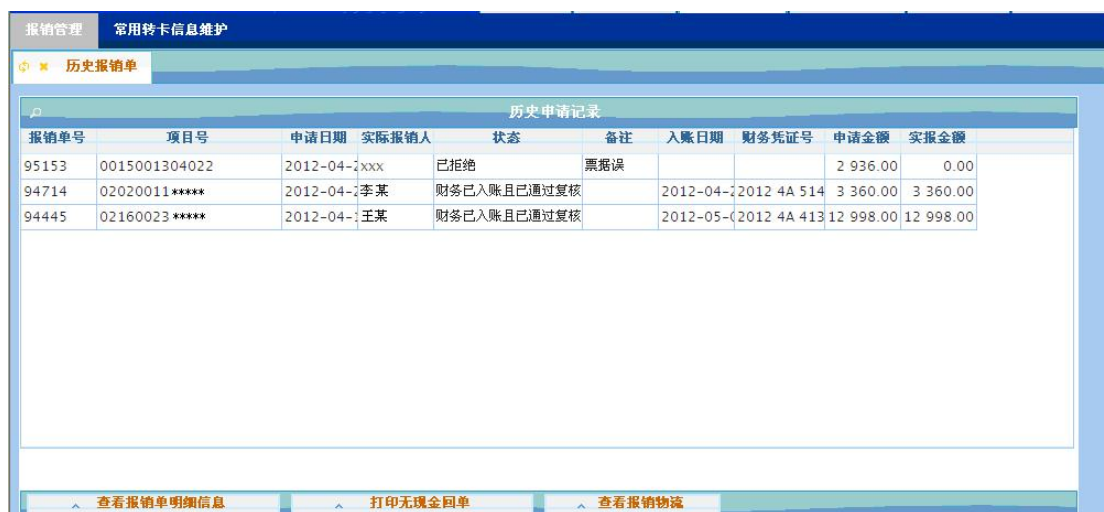 报销管理 常用转卡信息维护
历史报销单
历史申请记录
报销单号 项目号 申请日期 实际报销人 状态 备注 入账日期 财务凭证号 申请金额 实报金额
95153 0015001304022 2012-04-2 xxx 已拒绝 票据误 2 936.00 0.00
94714 02020011***** 2012-04-2 李某 财务已入账且已通过复核 2012-04-2 2012 4A 514 3 360.00 3 360.00
94445 02160023 ***** 2012-04- 王某 财务已入账且已通过复核 2012-05-0 2012 4A 413 12 998.00 12 998.00
查看报销单明细信息 打印无现金回单 查看报销物流